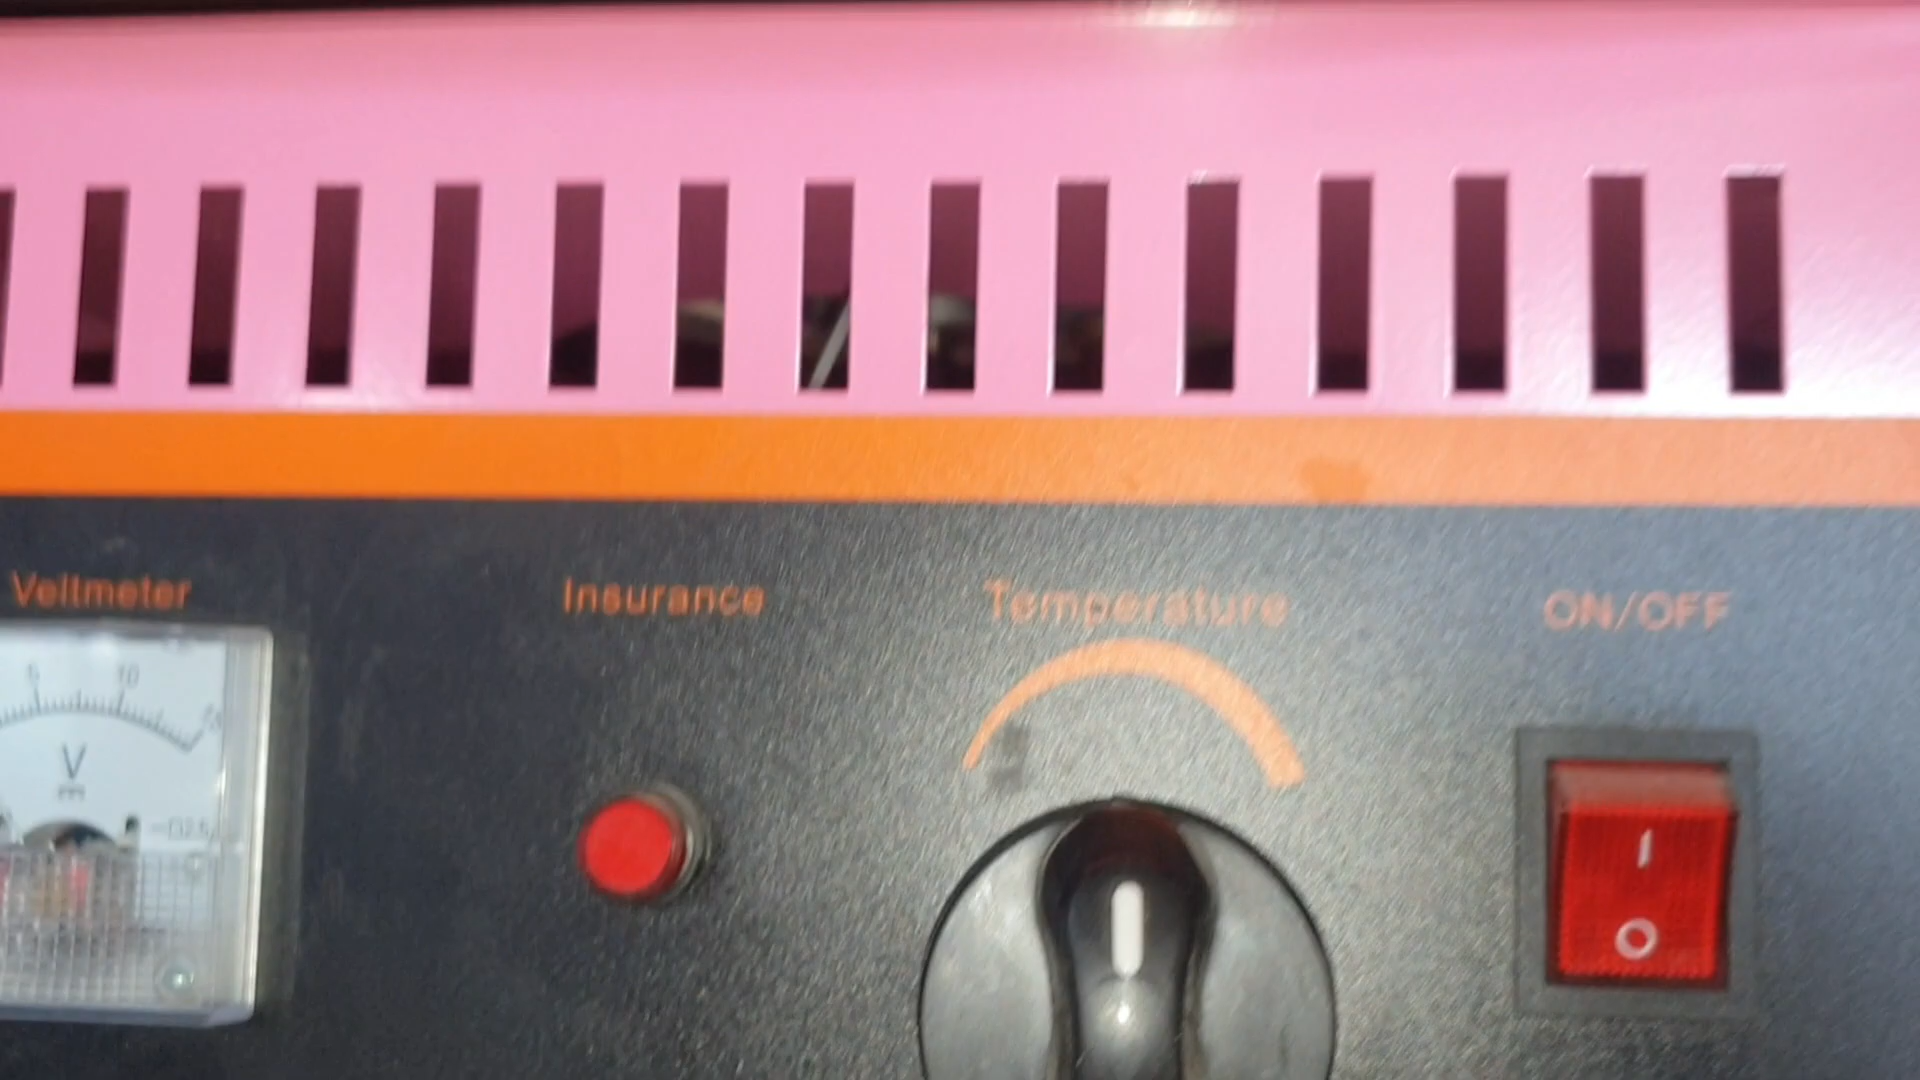 Veltmeter
Insurance
Temperature
ON/OFF
5 10
V
I
O